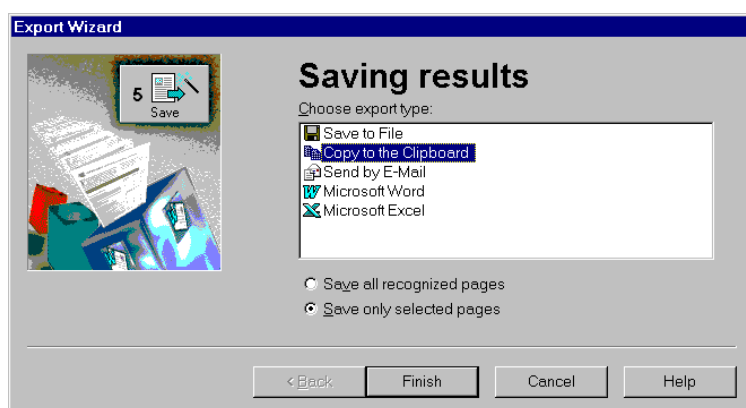 Export Wizard
5
Save
Saving results
Choose export type:
Save to File
Copy to the Clipboard
Send by E-Mail
Microsoft Word
Microsoft Excel
Save all recognized pages
Save only selected pages
< Back Finish Cancel Help